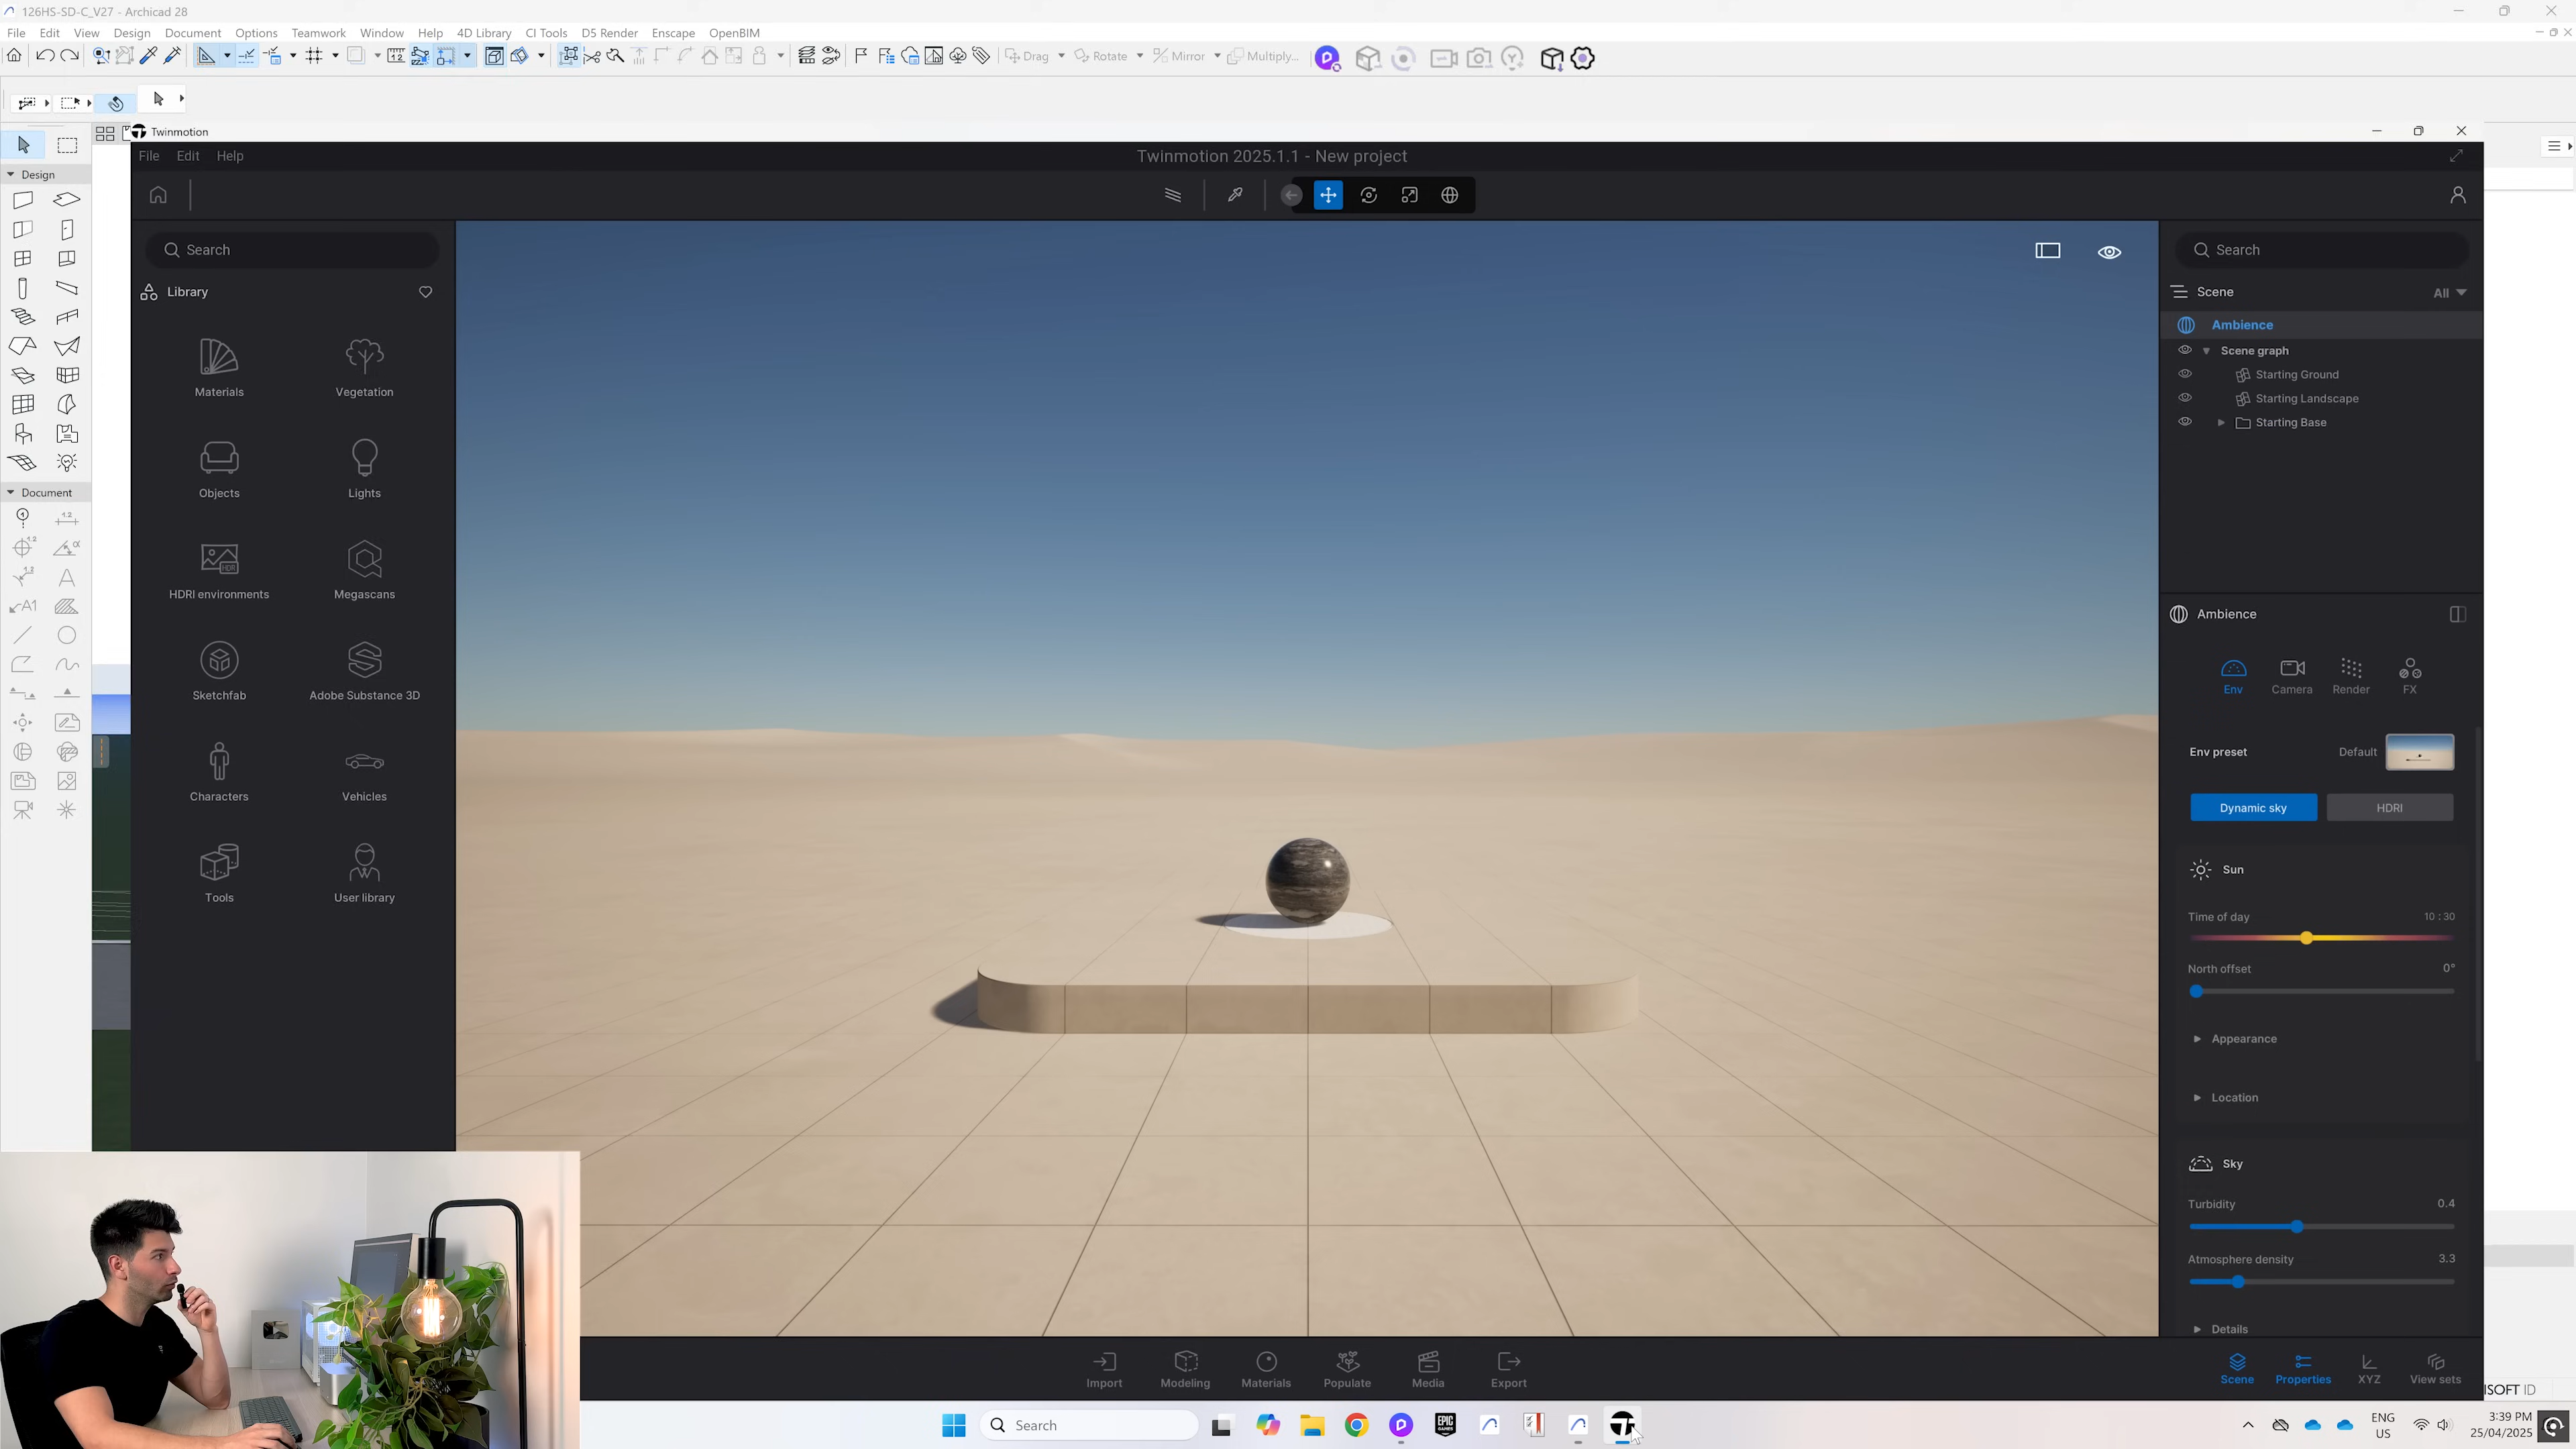 126HS-SD-C_V27 - Archicad 28
File Edit View Design Document Options Teamwork Window Help 4D Library CI Tools D5 Render Enscape OpenBIM
Drag Rotate Mirror Multiply...
Twinmotion
File Edit Help
Twinmotion 2025.1.1 - New project
Design
Document
Search
Library
Materials Vegetation
Objects Lights
HDRI environments Megascans
Sketchfab Adobe Substance 3D
Characters Vehicles
Tools User library
Search
Scene All
Ambience
Scene graph
Starting Ground
Starting Landscape
Starting Base
Ambience
Env Camera Render FX
Env preset Default
Dynamic sky HDRI
Sun
Time of day 10 : 30
North offset 0°
Appearance
Location
Sky
Turbidity 0.4
Atmosphere density 3.3
Details
Import Modeling Materials Populate Media Export
Scene Properties XYZ View sets
ISOFT ID
Search
EPIC GAMES
ENG
US
3:39 PM
25/04/2025